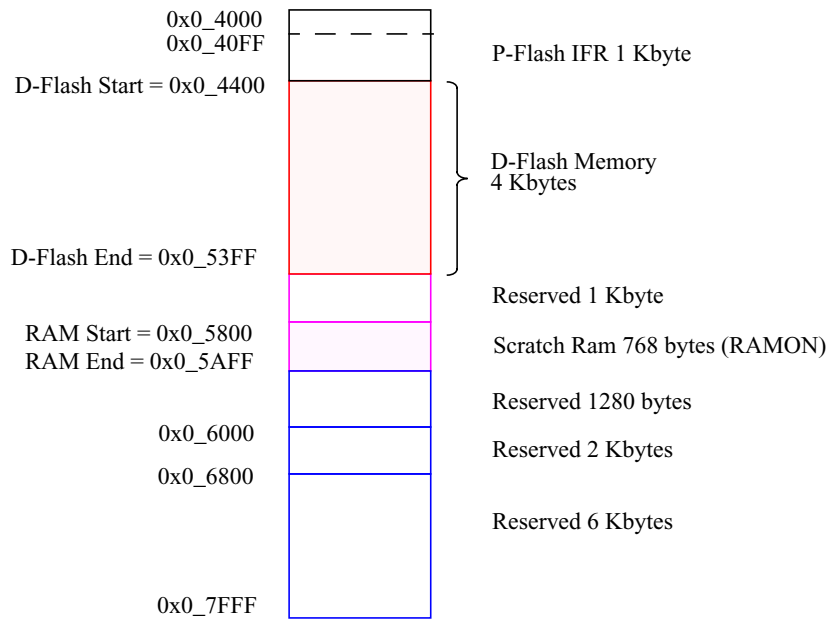 0x0_4000
0x0_40FF
P-Flash IFR 1 Kbyte
D-Flash Start = 0x0_4400
D-Flash Memory
4 Kbytes
D-Flash End = 0x0_53FF
Reserved 1 Kbyte
RAM Start = 0x0_5800
Scratch Ram 768 bytes (RAMON)
RAM End = 0x0_5AFF
Reserved 1280 bytes
0x0_6000
Reserved 2 Kbytes
0x0_6800
Reserved 6 Kbytes
0x0_7FFF